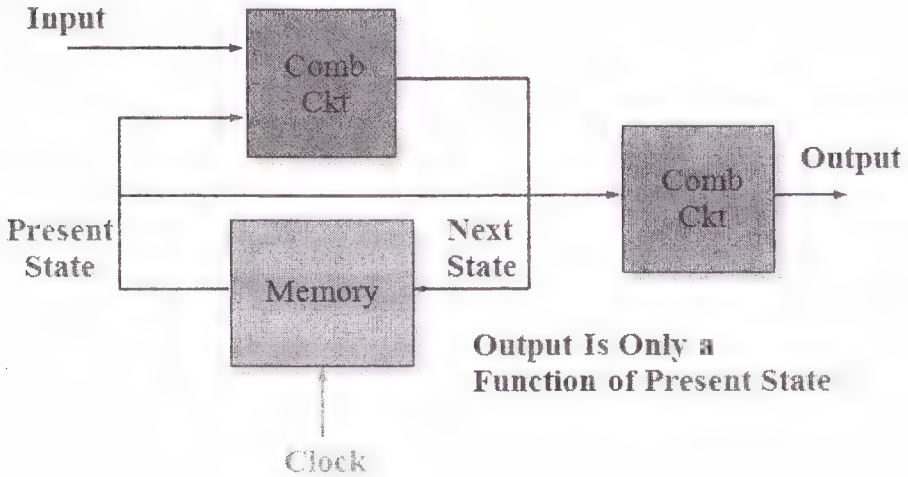 Input
Comb
Ckt
Comb
Ckt
Output
Present
State
Next
State
Memory
Output Is Only a
Function of Present State
Clock